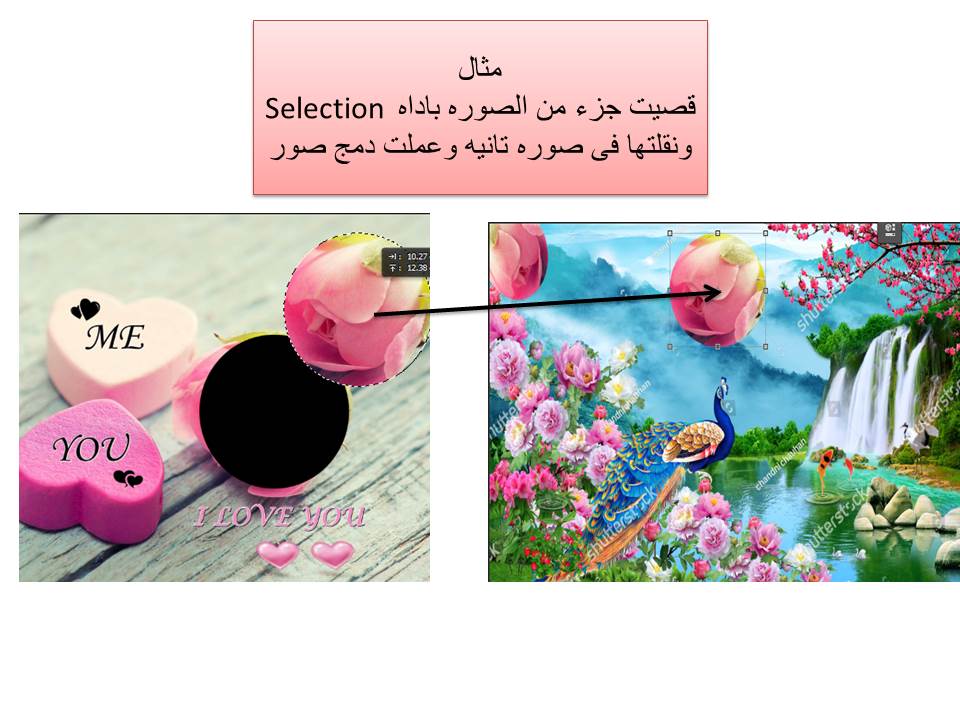 مثال
قصيت جزء من الصوره باداه Selection
ونقلتها فى صوره تانيه وعملت دمج صور
10.27
12.38
ME
YOU
I LOVE YOU
shutterstock
shutterstock
shutterstock
shutterstock
chandni chauhan
chandni chauhan